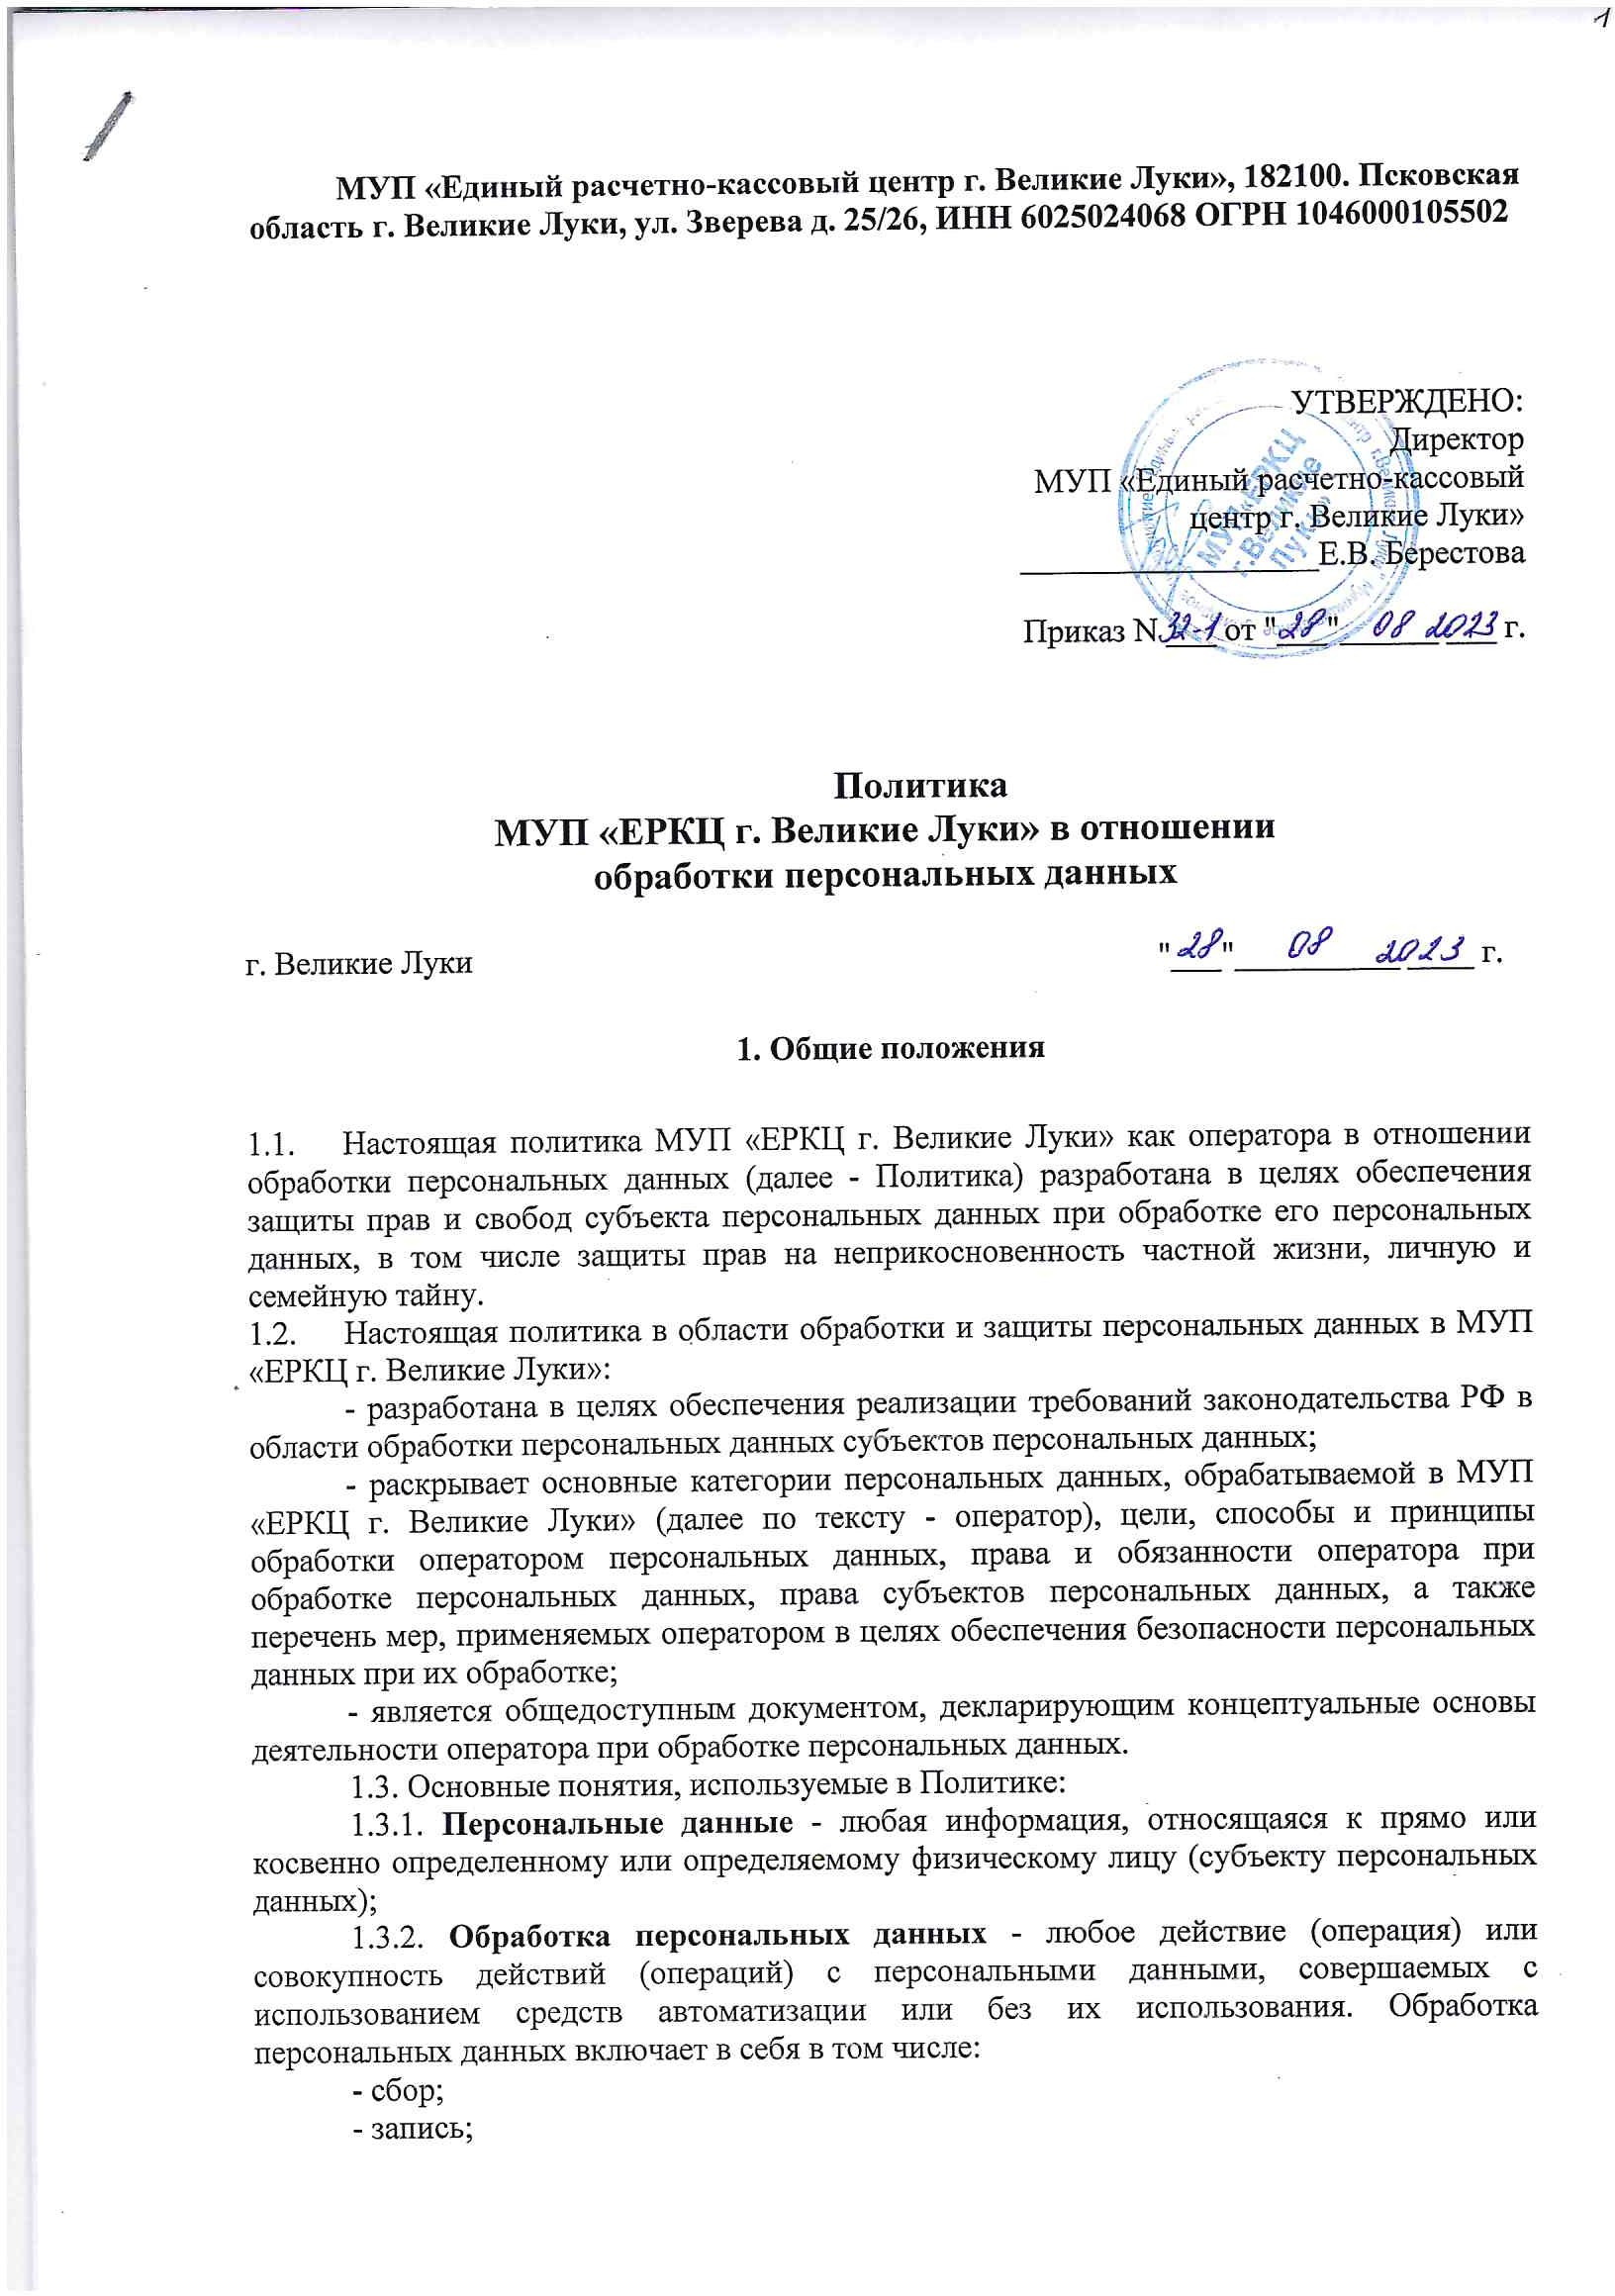 1
МУП «Единый расчетно-кассовый центр г. Великие Луки», 182100. Псковская
область г. Великие Луки, ул. Зверева д. 25/26, ИНН 6025024068 ОГРН 1046000105502
УТВЕРЖДЕНО:
Директор
МУП «Единый расчетно-кассовый
центр г. Великие Луки»
Е.В. Берестова
МУП «ЕРКЦ
г. Великие
Луки»
Приказ N 32-1 от "28" 08 2023 г.
Политика
МУП «ЕРКЦ г. Великие Луки» в отношении
обработки персональных данных
г. Великие Луки "28" 08 2023 г.
1. Общие положения
1.1. Настоящая политика МУП «ЕРКЦ г. Великие Луки» как оператора в отношении
обработки персональных данных (далее - Политика) разработана в целях обеспечения
защиты прав и свобод субъекта персональных данных при обработке его персональных
данных, в том числе защиты прав на неприкосновенность частной жизни, личную и
семейную тайну.
1.2. Настоящая политика в области обработки и защиты персональных данных в МУП
«ЕРКЦ г. Великие Луки»:
- разработана в целях обеспечения реализации требований законодательства РФ в
области обработки персональных данных субъектов персональных данных;
- раскрывает основные категории персональных данных, обрабатываемой в МУП
«ЕРКЦ г. Великие Луки» (далее по тексту - оператор), цели, способы и принципы
обработки оператором персональных данных, права и обязанности оператора при
обработке персональных данных, права субъектов персональных данных, а также
перечень мер, применяемых оператором в целях обеспечения безопасности персональных
данных при их обработке;
- является общедоступным документом, декларирующим концептуальные основы
деятельности оператора при обработке персональных данных.
1.3. Основные понятия, используемые в Политике:
1.3.1. Персональные данные - любая информация, относящаяся к прямо или
косвенно определенному или определяемому физическому лицу (субъекту персональных
данных);
1.3.2. Обработка персональных данных - любое действие (операция) или
совокупность действий (операций) с персональными данными, совершаемых с
использованием средств автоматизации или без их использования. Обработка
персональных данных включает в себя в том числе:
- сбор;
- запись;